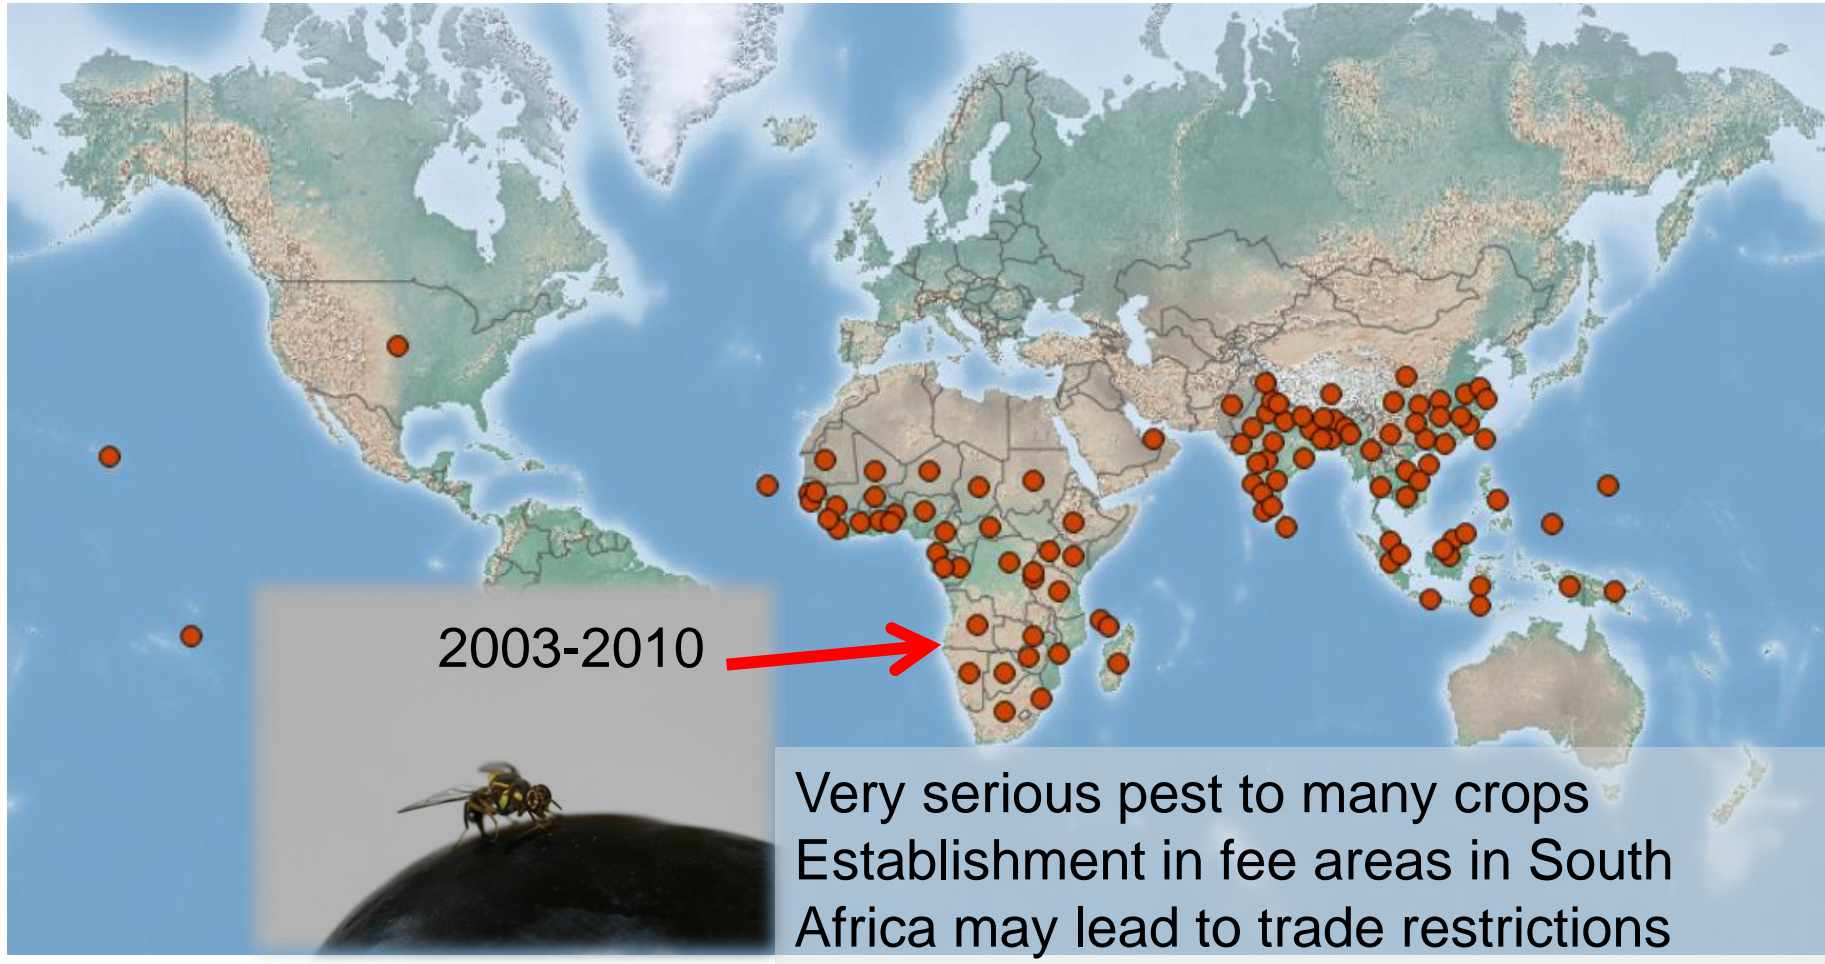 2003-2010
Very serious pest to many crops
Establishment in fee areas in South
Africa may lead to trade restrictions